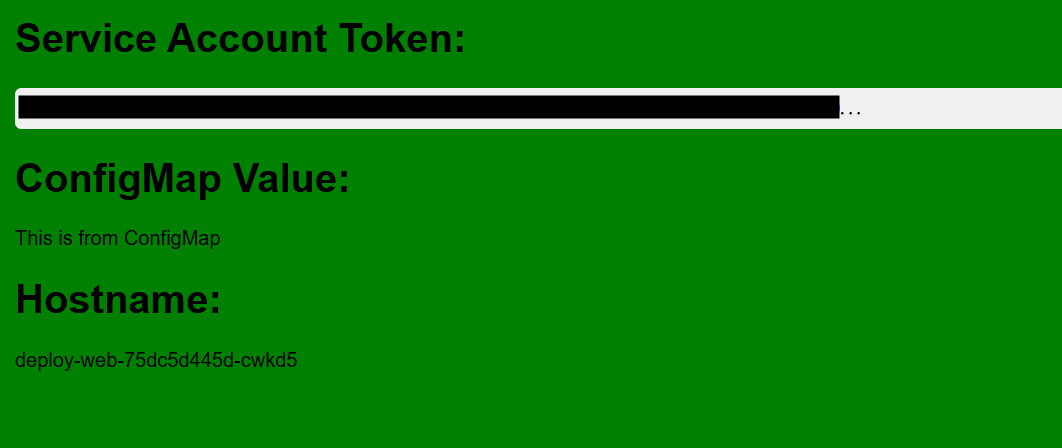 Service Account Token:
...
ConfigMap Value:
This is from ConfigMap
Hostname:
deploy-web-75dc5d445d-cwkd5